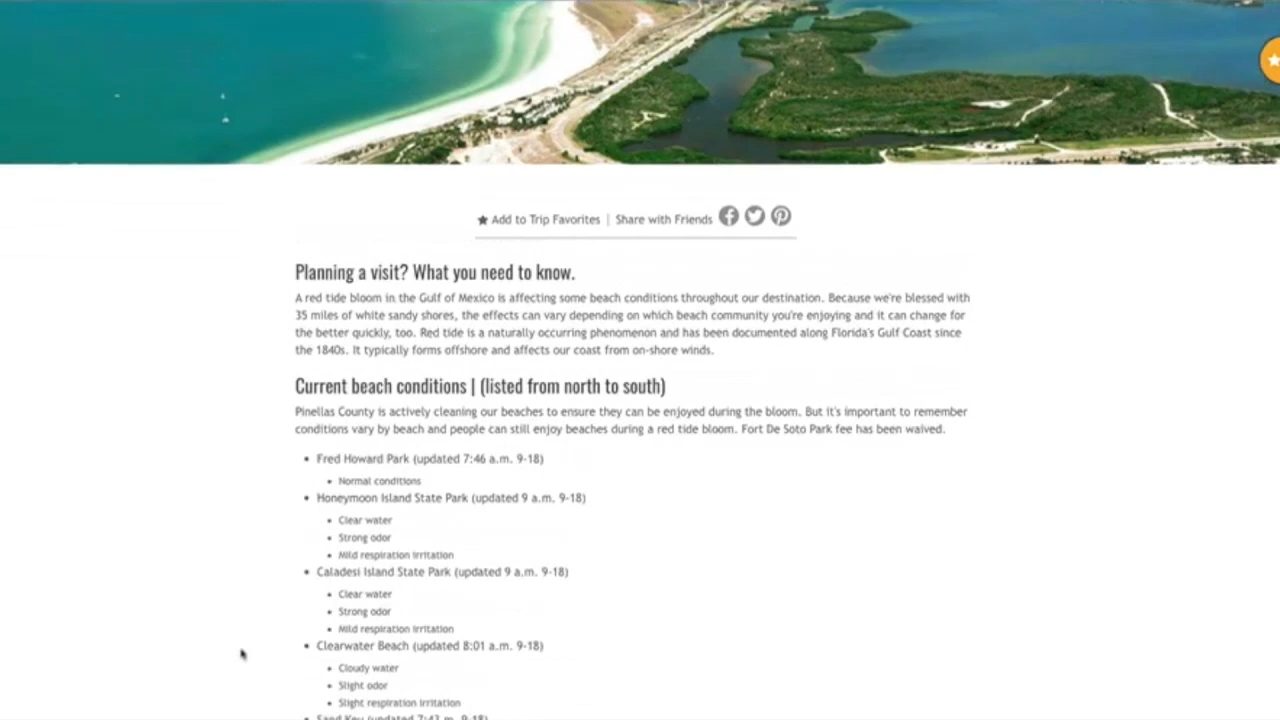 Add to Trip Favorites | Share with Friends
Planning a visit? What you need to know.
A red tide bloom in the Gulf of Mexico is affecting some beach conditions throughout our destination. Because we're blessed with
35 miles of white sandy shores, the effects can vary depending on which beach community you're enjoying and it can change for
the better quickly, too. Red tide is a naturally occurring phenomenon and has been documented along Florida's Gulf Coast since
the 1840s. It typically forms offshore and affects our coast from on-shore winds.
Current beach conditions | (listed from north to south)
Pinellas County is actively cleaning our beaches to ensure they can be enjoyed during the bloom. But it's important to remember
conditions vary by beach and people can still enjoy beaches during a red tide bloom. Fort De Soto Park fee has been waived.
• Fred Howard Park (updated 7:46 a.m. 9-18)
• Normal conditions
• Honeymoon Island State Park (updated 9 a.m. 9-18)
• Clear water
• Strong odor
• Mild respiration irritation
• Caladesi Island State Park (updated 9 a.m. 9-18)
• Clear water
• Strong odor
• Mild respiration irritation
• Clearwater Beach (updated 8:01 a.m. 9-18)
• Cloudy water
• Slight odor
• Slight respiration irritation
• Sand Key (updated 7:43 m. 9-18)